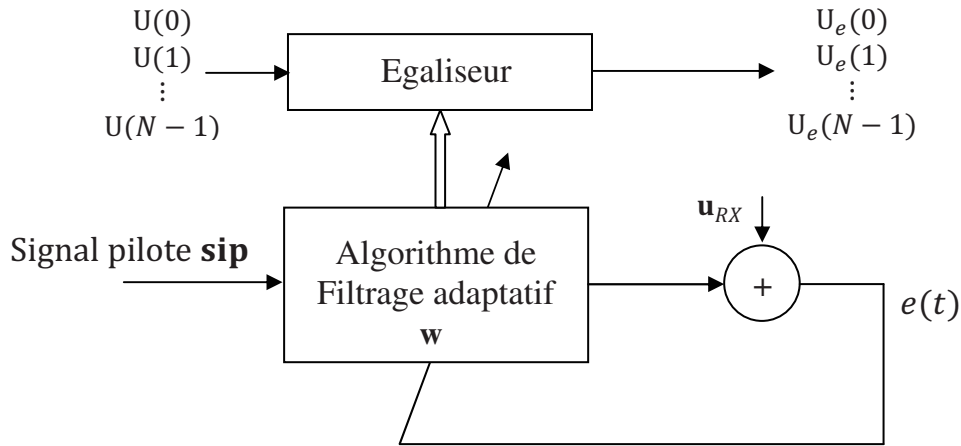 U(0)
U(1)
⋮
U(N − 1)
Egaliseur
U_e(0)
U_e(1)
⋮
U_e(N − 1)
Signal pilote sip
Algorithme de
Filtrage adaptatif
w
u_RX
+
e(t)